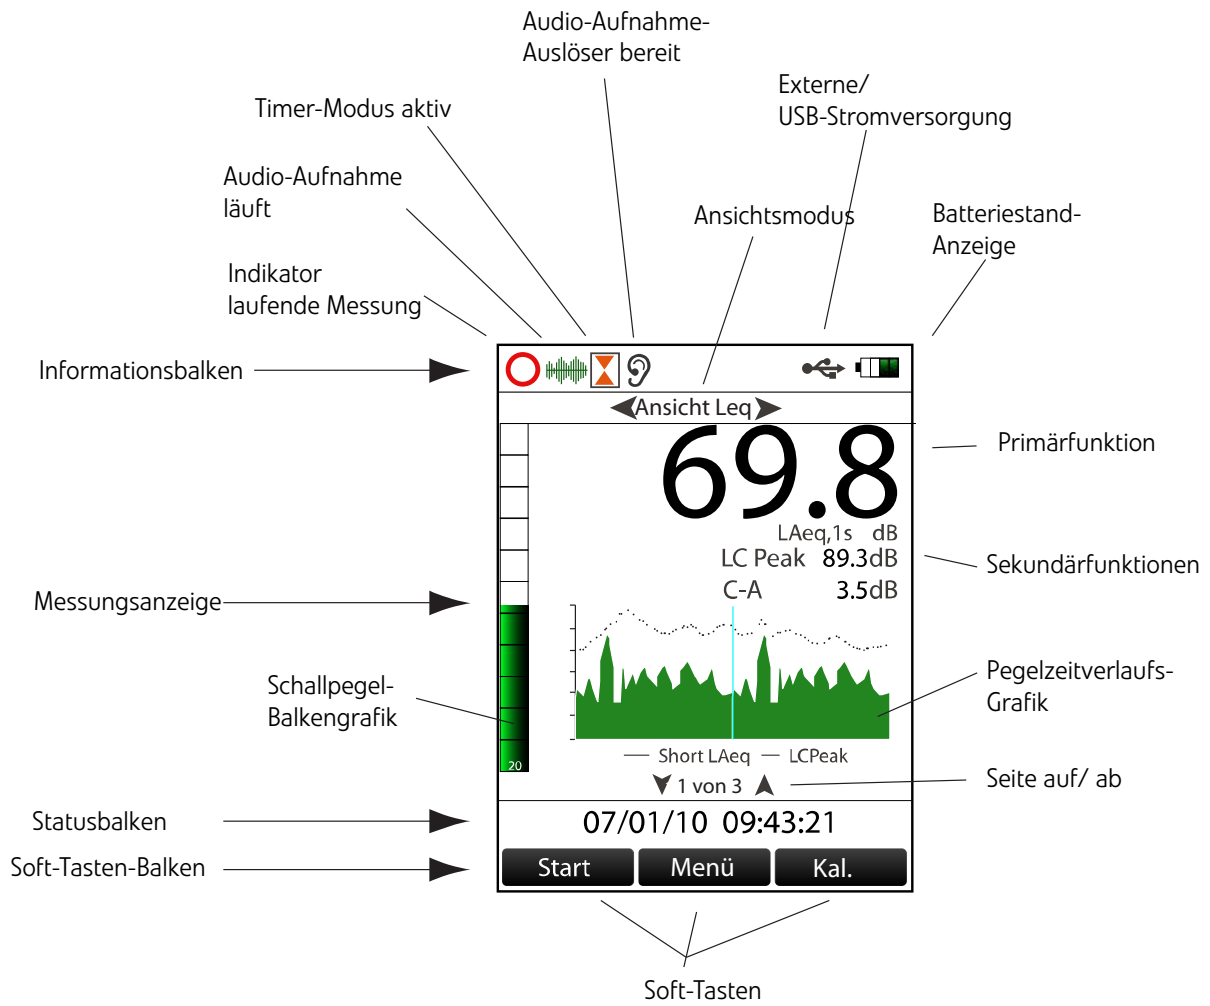 Audio-Aufnahme-
Auslöser bereit
Externe/
USB-Stromversorgung
Timer-Modus aktiv
Audio-Aufnahme
läuft
Ansichtsmodus
Batteriestand-
Anzeige
Indikator
laufende Messung
Informationsbalken
Ansicht Leq
69.8
Primärfunktion
LAeq,1s dB
LC Peak 89.3dB
Sekundärfunktionen
C-A 3.5dB
Messungsanzeige
Schallpegel-
Balkengrafik
Pegelzeitverlaufs-
Grafik
Short LAeq LCPeak
20
1 von 3
Seite auf/ ab
Statusbalken
07/01/10 09:43:21
Soft-Tasten-Balken
Start Menü Kal.
Soft-Tasten